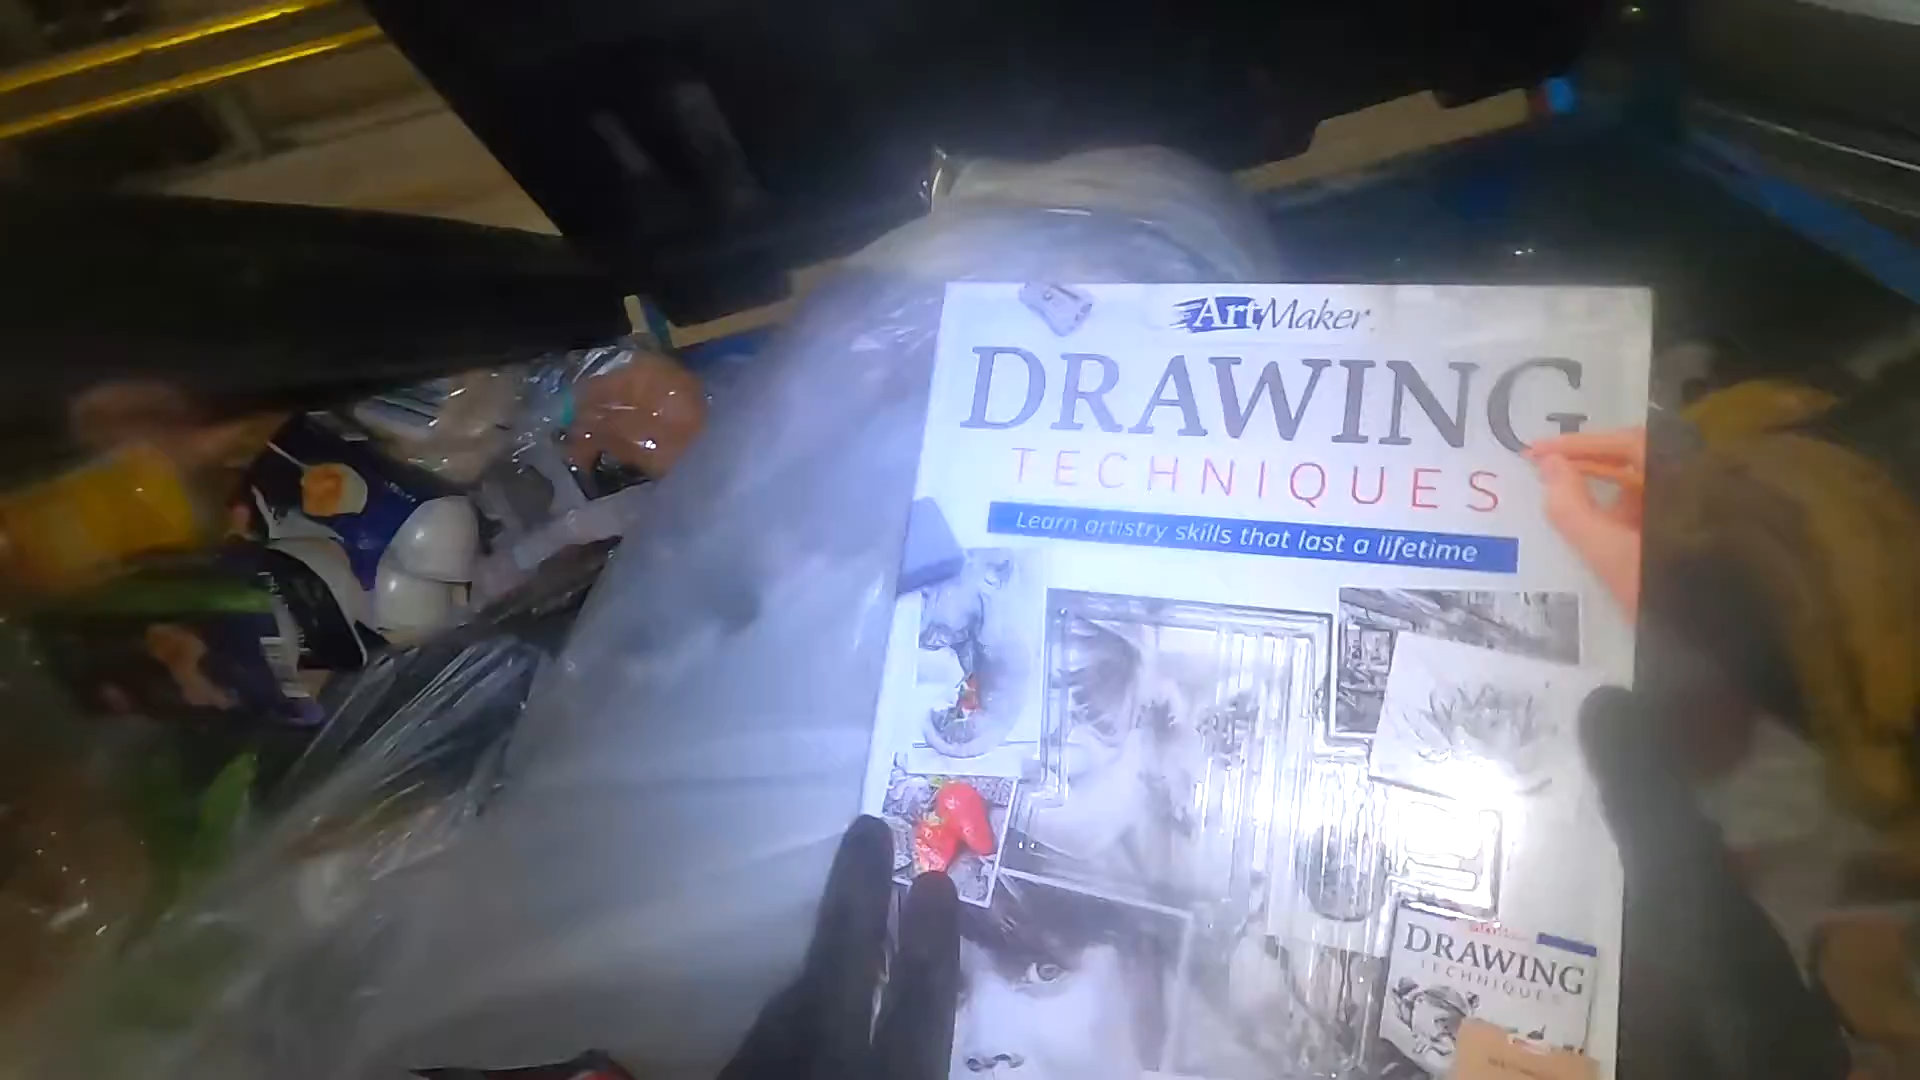 ArtMaker
DRAWING
TECHNIQUES
Learn artistry skills that last a lifetime
DRAWING
TECHNIQUES